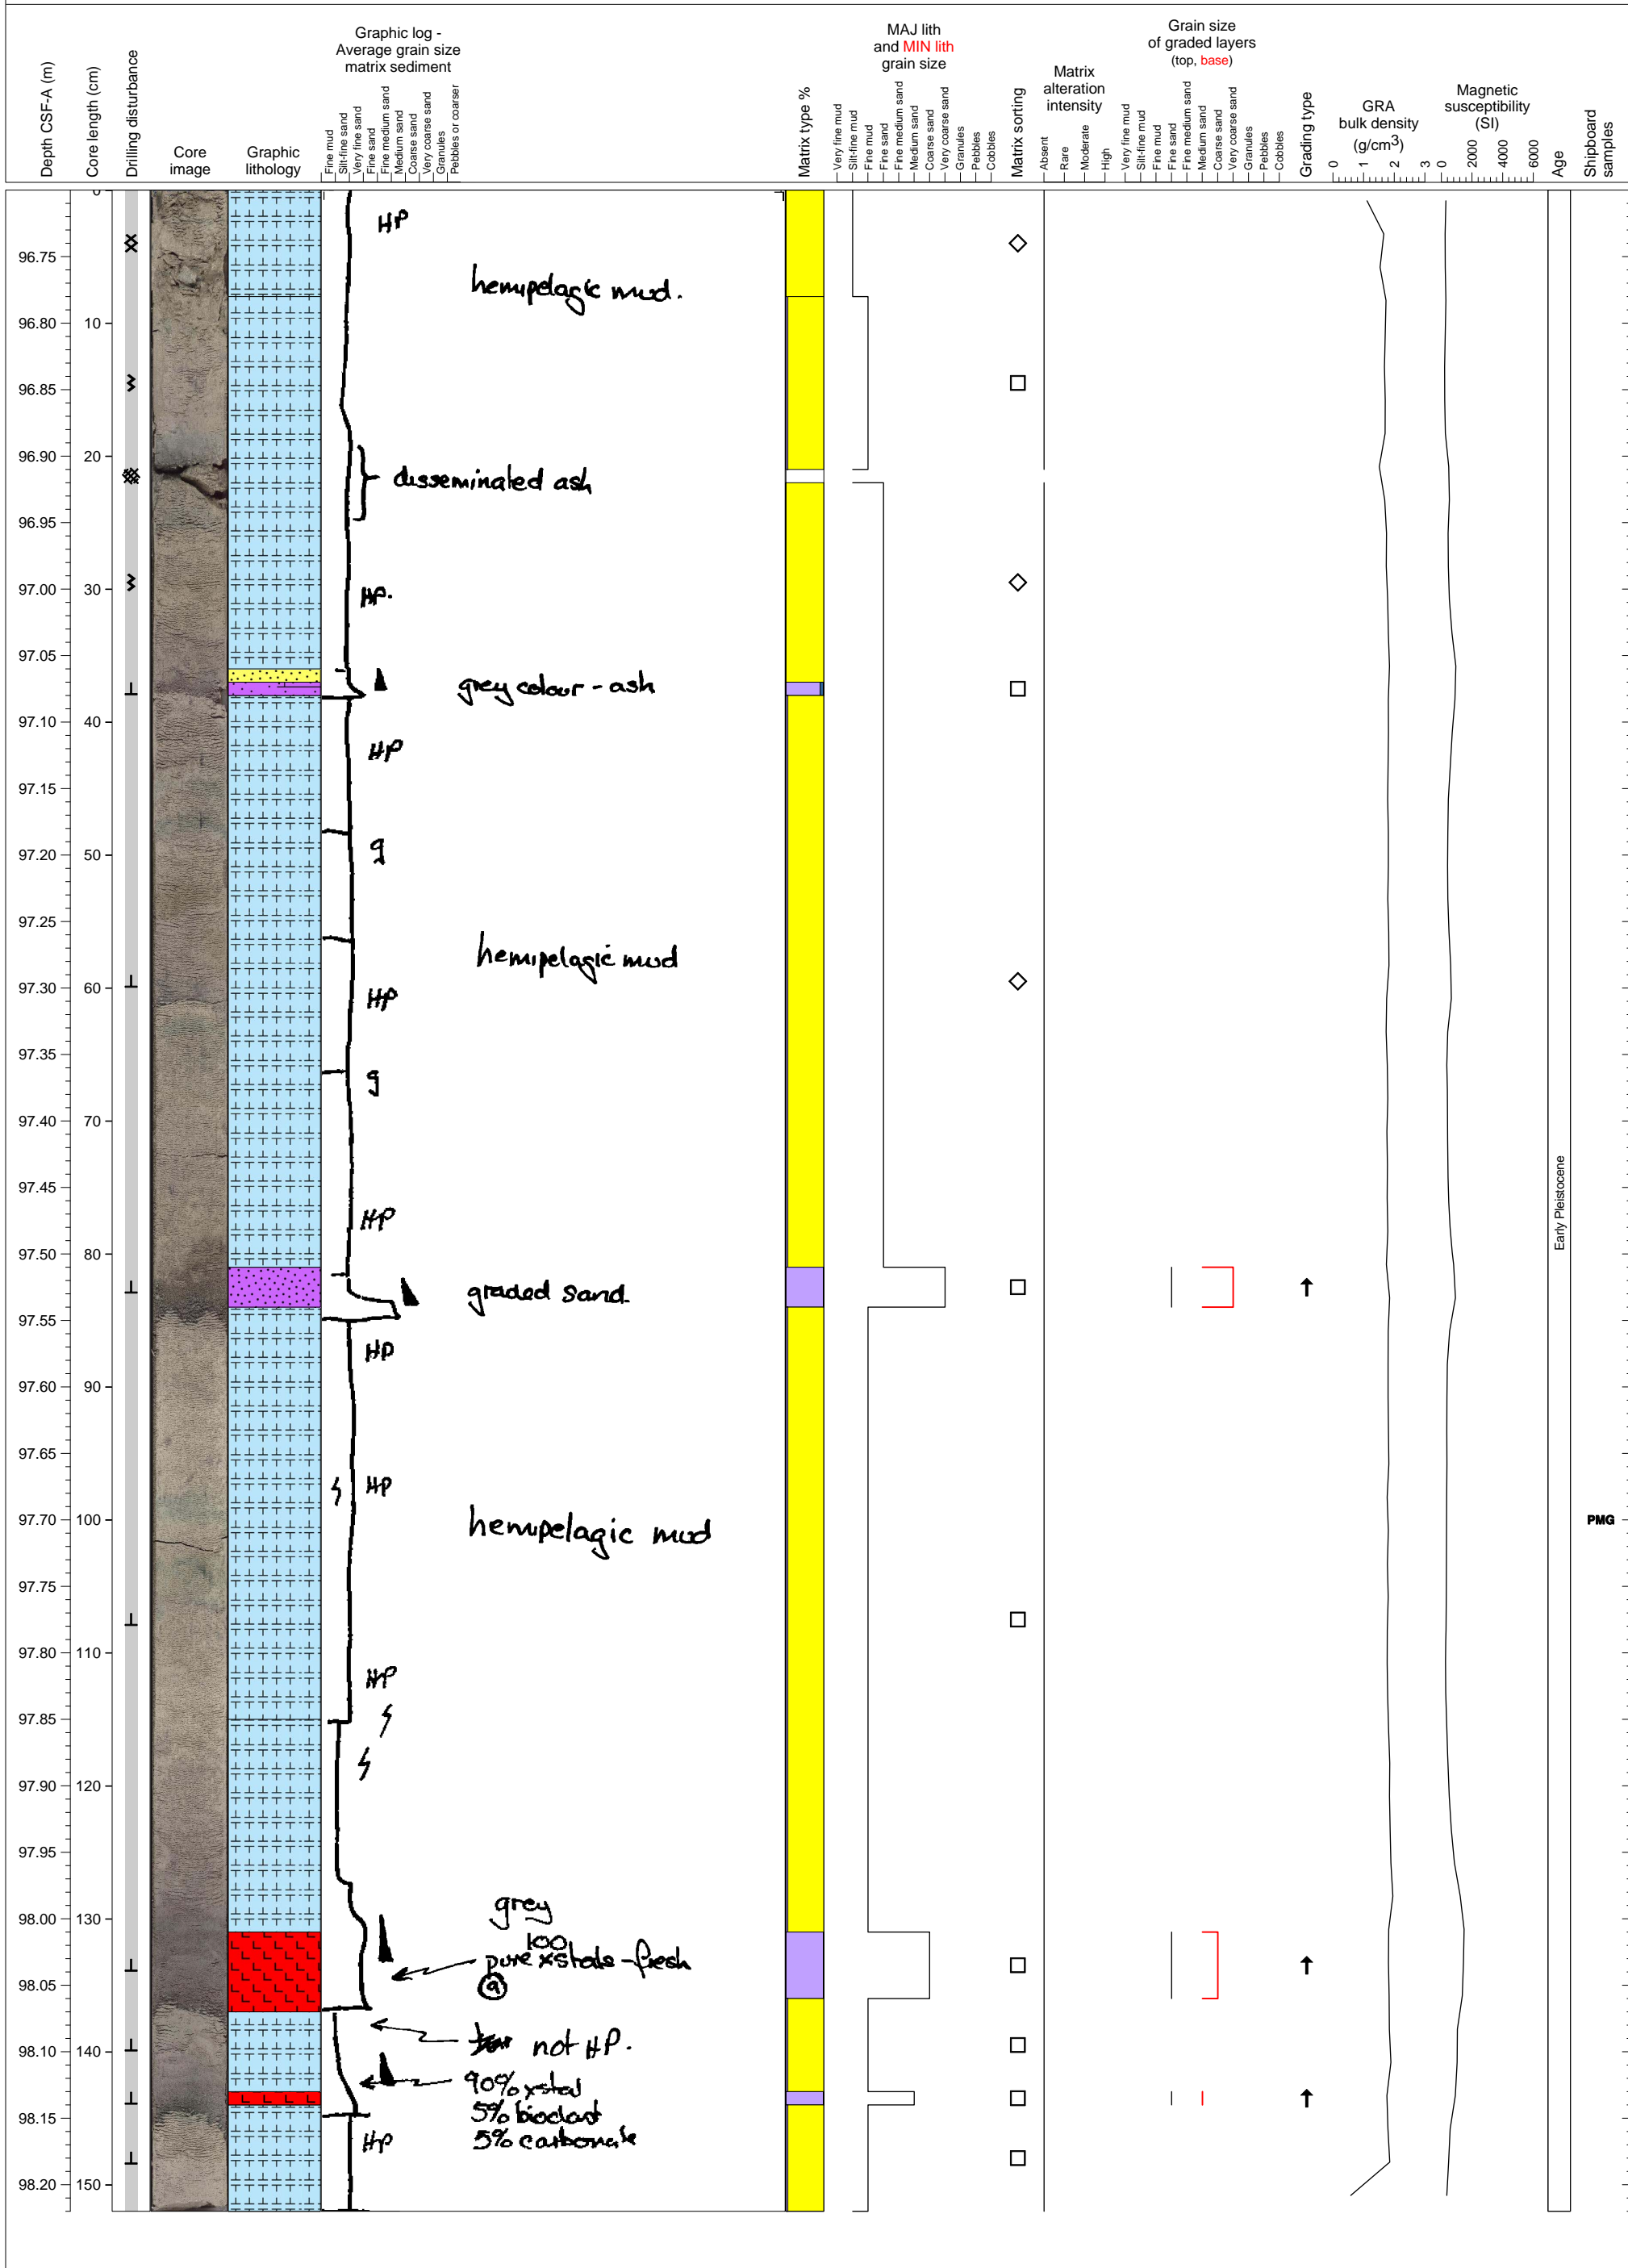 Depth CSF-A (m)
Core length (cm)
Drilling disturbance
Core
image
Graphic
lithology
Graphic log -
Average grain size
matrix sediment
Fine mud
Silt-fine sand
Very fine sand
Fine sand
Fine medium sand
Medium sand
Coarse sand
Very coarse sand
Granules
Pebbles or coarser
Matrix type %
MAJ lith
and MIN lith
grain size
Very fine mud
Silt-fine mud
Fine mud
Fine sand
Fine medium sand
Medium sand
Coarse sand
Very coarse sand
Granules
Pebbles
Cobbles
Matrix sorting
Matrix
alteration
intensity
Absent
Rare
Moderate
High
Grain size
of graded layers
(top, base)
Very fine mud
Silt-fine mud
Fine mud
Fine sand
Fine medium sand
Medium sand
Coarse sand
Very coarse sand
Granules
Pebbles
Cobbles
Grading type
GRA
bulk density
(g/cm3)
0 1 2 3
Magnetic
susceptibility
(SI)
0 2000 4000 6000
Age
Shipboard
samples
0
HP
96.75
hemipelagic mud.
96.80 10
96.85
96.90 20
disseminated ash
96.95
97.00 30 HP.
97.05
grey colour - ash
97.10 40
HP
97.15
97.20 50 g
97.25
hemipelagic mud
97.30 60 HP
97.35
g
97.40 70
97.45
HP
Early Pleistocene
97.50 80
graded sand
97.55
HP
97.60 90
97.65
HP
97.70 100 PMG
hemipelagic mud
97.75
97.80 110
HP
97.85
97.90 120
97.95
grey
98.00 130
100
pure xstals - fresh
98.05
a
not HP.
98.10 140
90% xstal
5% bioclast
98.15
HP 5% carbonate
98.20 150